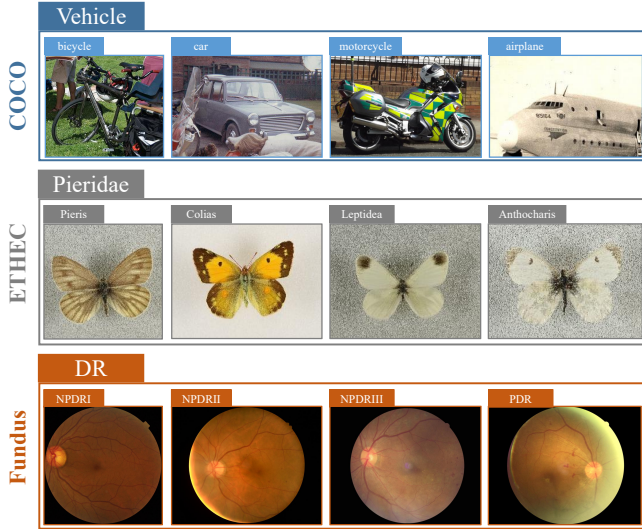 Vehicle
COCO
bicycle
car
motorcycle
airplane
Pieridae
ETHEC
Pieris
Colias
Leptidea
Anthocharis
DR
Fundus
NPDRI
NPDRII
NPDRIII
PDR